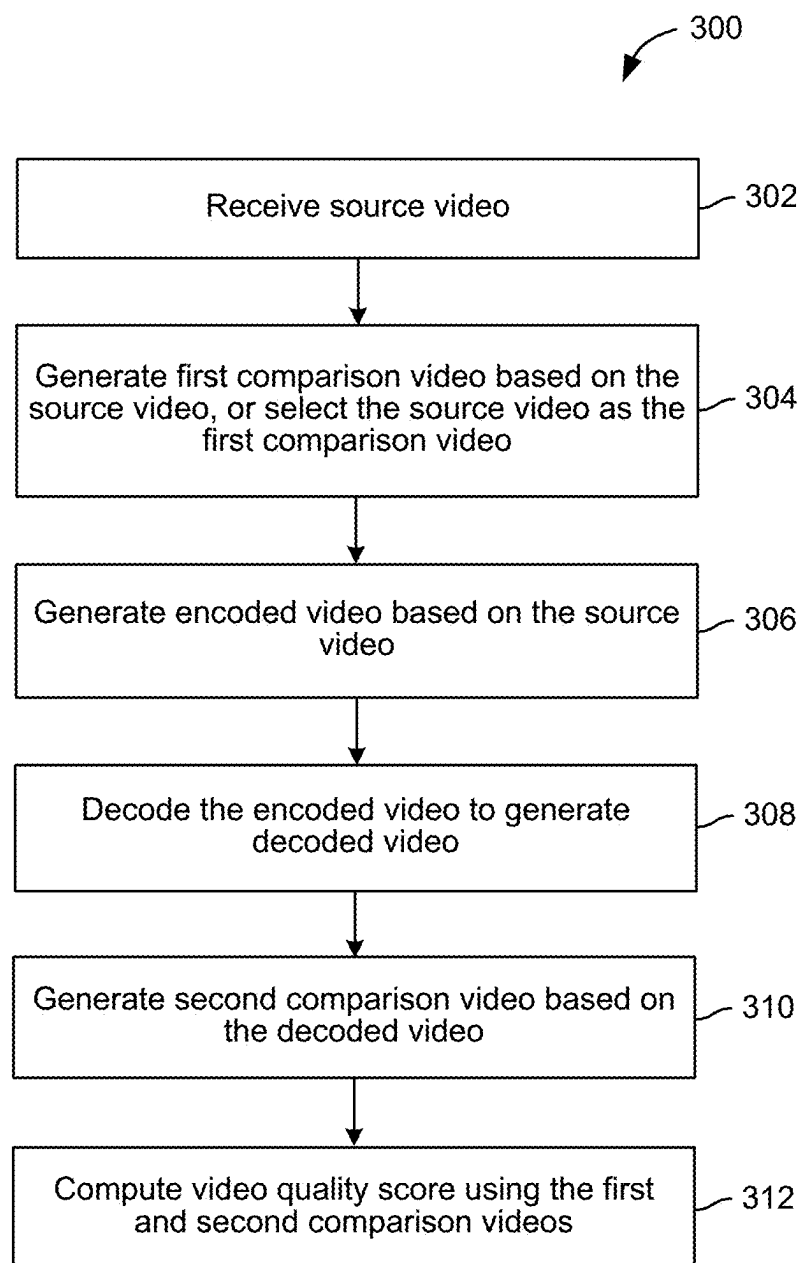 300
Receive source video
302
Generate first comparison video based on the
source video, or select the source video as the
first comparison video
304
Generate encoded video based on the source
video
306
Decode the encoded video to generate
decoded video
308
Generate second comparison video based on
the decoded video
310
Compute video quality score using the first
and second comparison videos
312